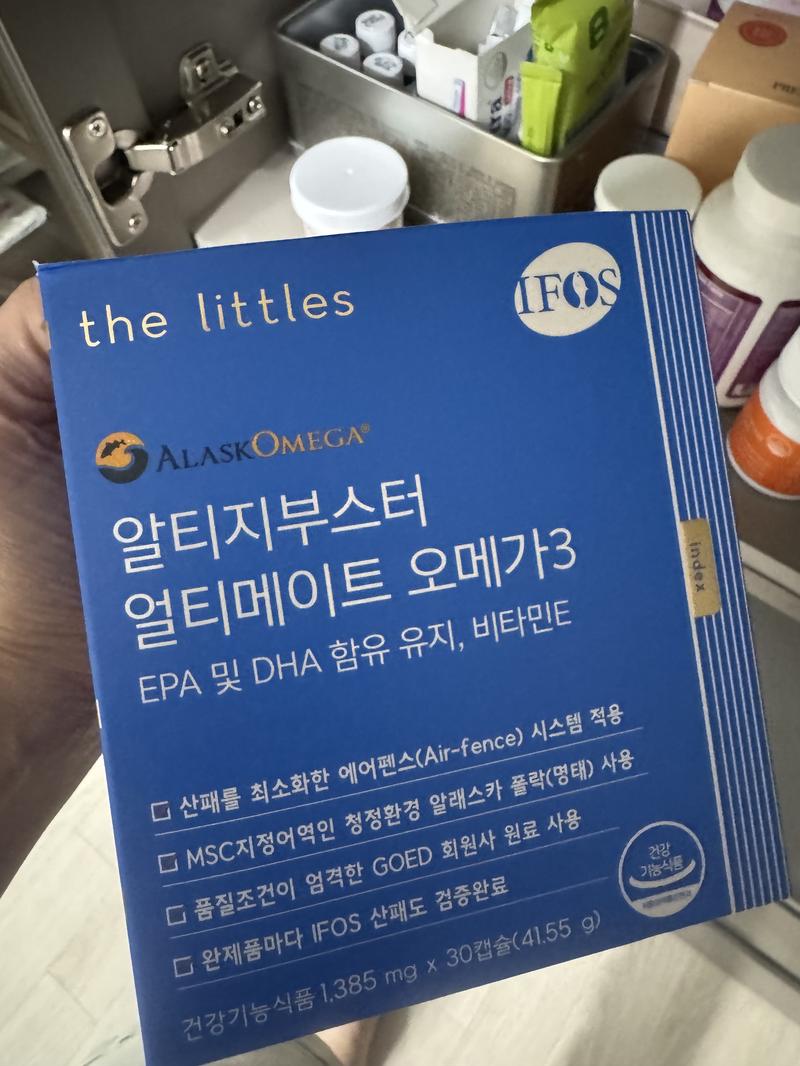 the littles
IFOS
ALASKOMEGA®
알티지부스터
얼티메이트 오메가3
EPA 및 DHA 함유 유지, 비타민E
index
산패를 최소화한 에어펜스(Air-fence) 시스템 적용
MSC지정어역인 청정환경 알래스카 폴락(명태) 사용
품질조건이 엄격한 GOED 회원사 원료 사용
완제품마다 IFOS 산패도 검증완료
건강
기능식품
건강기능식품 1,385 mg x 30캡슐(41.55 g)